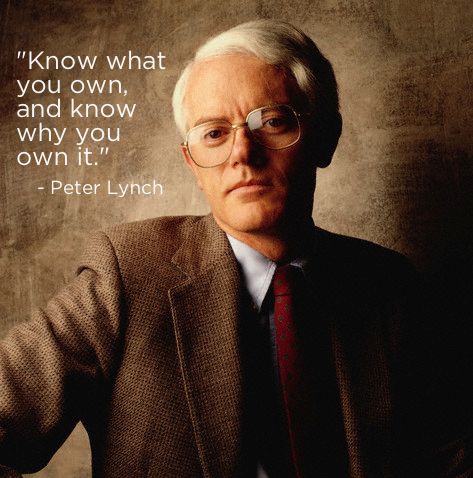 "Know what
you own,
and know
why you
own it."
- Peter Lynch